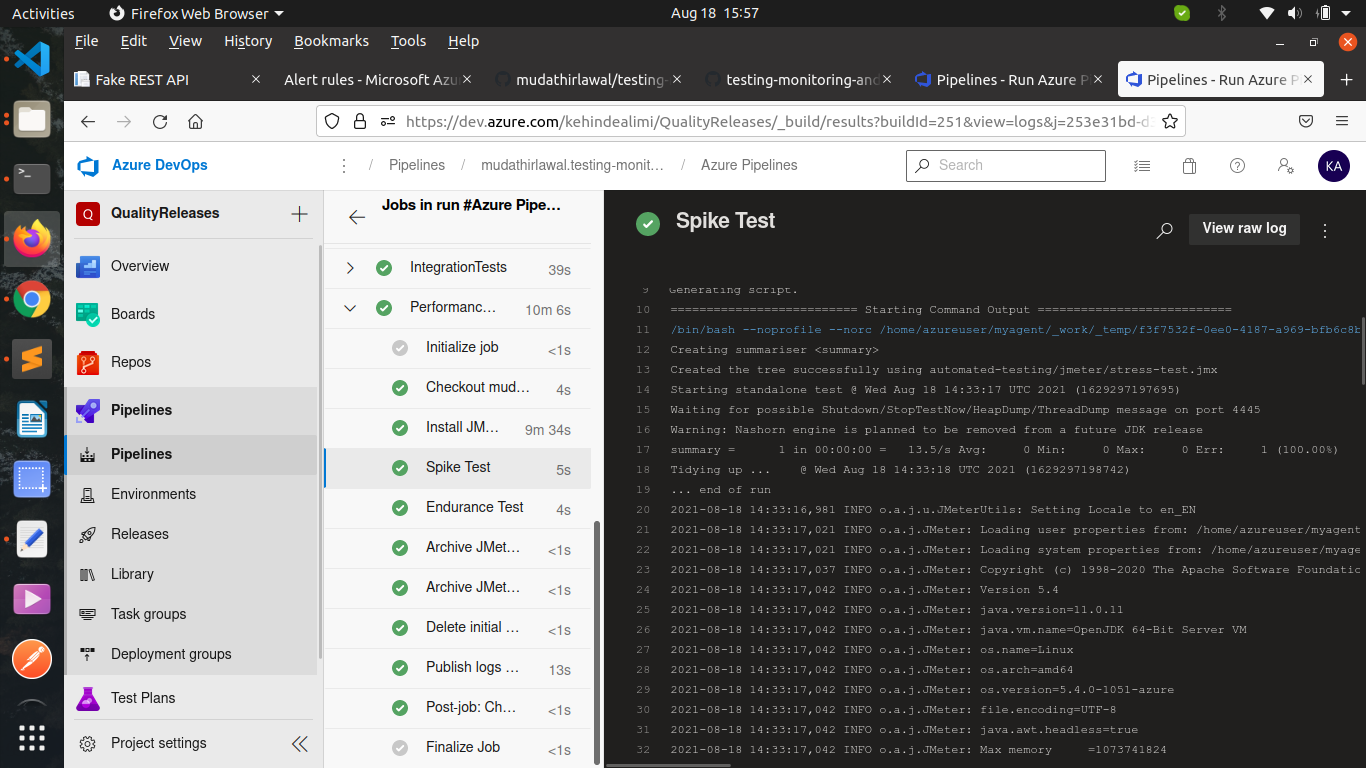 Activities
Firefox Web Browser
Aug 18 15:57
File Edit View History Bookmarks Tools Help
Fake REST API
Alert rules - Microsoft Azu
mudathirlawal/testing-
testing-monitoring-and
Pipelines - Run Azure P
Pipelines - Run Azure P
https://dev.azure.com/kehindealimi/QualityReleases/_build/results?buildId=251&view=logs&j=253e31bd-d
Azure DevOps
/ Pipelines / mudathirlawal.testing-monit… / Azure Pipelines
Search
KA
Q QualityReleases
Overview
Boards
Repos
Pipelines
Pipelines
Environments
Releases
Library
Task groups
Deployment groups
Test Plans
Project settings
Jobs in run #Azure Pipe...
IntegrationTests 39s
Performanc... 10m 6s
Initialize job <1s
Checkout mud... 4s
Install JM... 9m 34s
Spike Test 5s
Endurance Test 4s
Archive JMet... <1s
Archive JMet... <1s
Delete initial ... <1s
Publish logs ... 13s
Post-job: Ch... <1s
Finalize Job <1s
Spike Test
View raw log
9 Generating script.
10 ========================== Starting Command Output ===========================
11 /bin/bash --noprofile --norc /home/azureuser/myagent/_work/_temp/f3f7532f-0ee0-4187-a969-bfb6c8b
12 Creating summariser <summary>
13 Created the tree successfully using automated-testing/jmeter/stress-test.jmx
14 Starting standalone test @ Wed Aug 18 14:33:17 UTC 2021 (1629297197695)
15 Waiting for possible Shutdown/StopTestNow/HeapDump/ThreadDump message on port 4445
16 Warning: Nashorn engine is planned to be removed from a future JDK release
17 summary = 1 in 00:00:00 = 13.5/s Avg: 0 Min: 0 Max: 0 Err: 1 (100.00%)
18 Tidying up ... @ Wed Aug 18 14:33:18 UTC 2021 (1629297198742)
19 ... end of run
20 2021-08-18 14:33:16,981 INFO o.a.j.u.JMeterUtils: Setting Locale to en_EN
21 2021-08-18 14:33:17,021 INFO o.a.j.JMeter: Loading user properties from: /home/azureuser/myagent
22 2021-08-18 14:33:17,021 INFO o.a.j.JMeter: Loading system properties from: /home/azureuser/myage
23 2021-08-18 14:33:17,037 INFO o.a.j.JMeter: Copyright (c) 1998-2020 The Apache Software Foundatic
24 2021-08-18 14:33:17,042 INFO o.a.j.JMeter: Version 5.4
25 2021-08-18 14:33:17,042 INFO o.a.j.JMeter: java.version=11.0.11
26 2021-08-18 14:33:17,042 INFO o.a.j.JMeter: java.vm.name=OpenJDK 64-Bit Server VM
27 2021-08-18 14:33:17,042 INFO o.a.j.JMeter: os.name=Linux
28 2021-08-18 14:33:17,042 INFO o.a.j.JMeter: os.arch=amd64
29 2021-08-18 14:33:17,042 INFO o.a.j.JMeter: os.version=5.4.0-1051-azure
30 2021-08-18 14:33:17,042 INFO o.a.j.JMeter: file.encoding=UTF-8
31 2021-08-18 14:33:17,042 INFO o.a.j.JMeter: java.awt.headless=true
32 2021-08-18 14:33:17,042 INFO o.a.j.JMeter: Max memory =1073741824